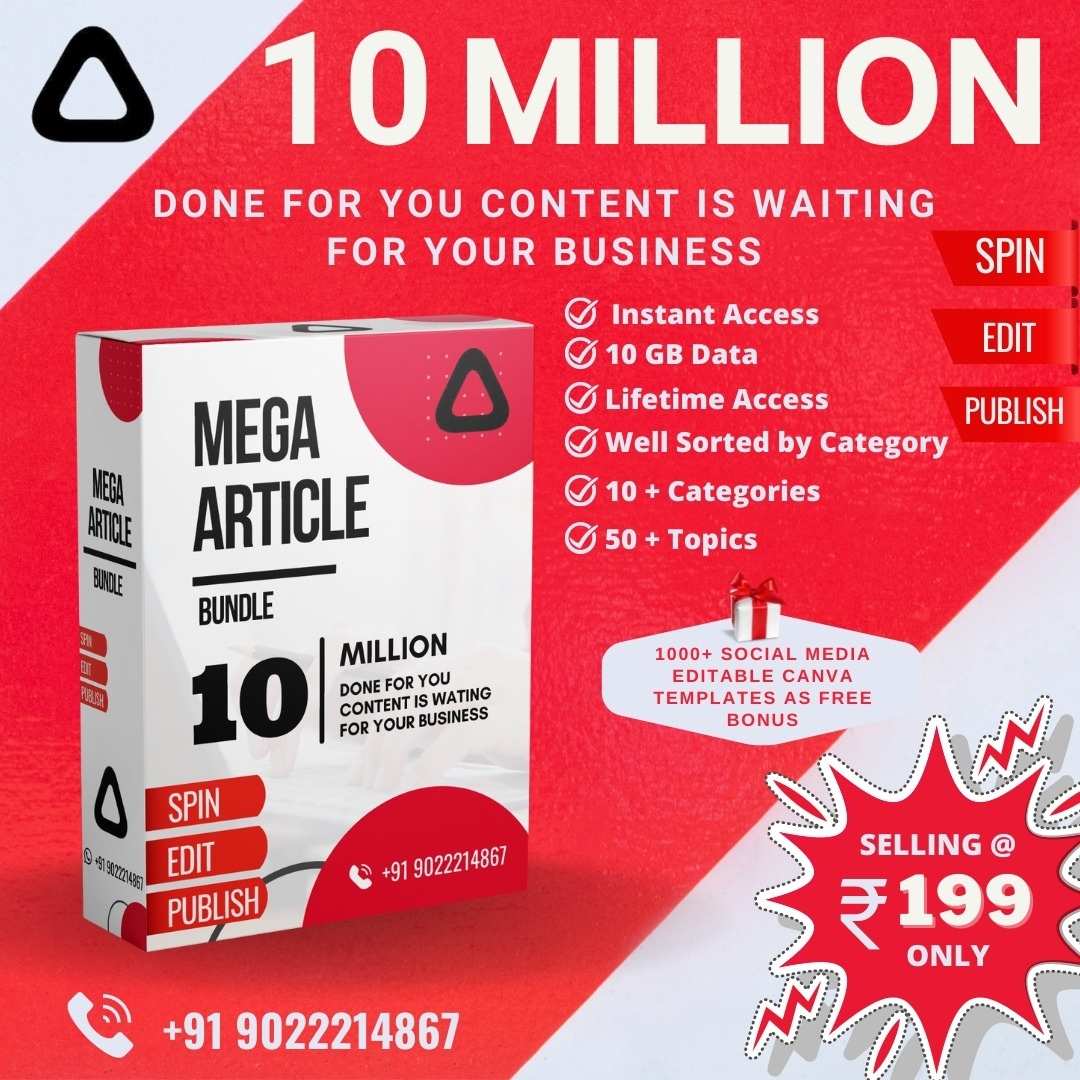 10 MILLION
DONE FOR YOU CONTENT IS WAITING
FOR YOUR BUSINESS
SPIN
EDIT
PUBLISH
Instant Access
10 GB Data
Lifetime Access
Well Sorted by Category
10 + Categories
50 + Topics
MEGA
ARTICLE
BUNDLE
10
MILLION
DONE FOR YOU
CONTENT IS WATING
FOR YOUR BUSINESS
SPIN
EDIT
PUBLISH
+91 9022214867
MEGA
ARTICLE
BUNDLE
SPIN
EDIT
PUBLISH
+91 9022214867
1000+ SOCIAL MEDIA
EDITABLE CANVA
TEMPLATES AS FREE
BONUS
SELLING @
₹199
ONLY
+91 9022214867